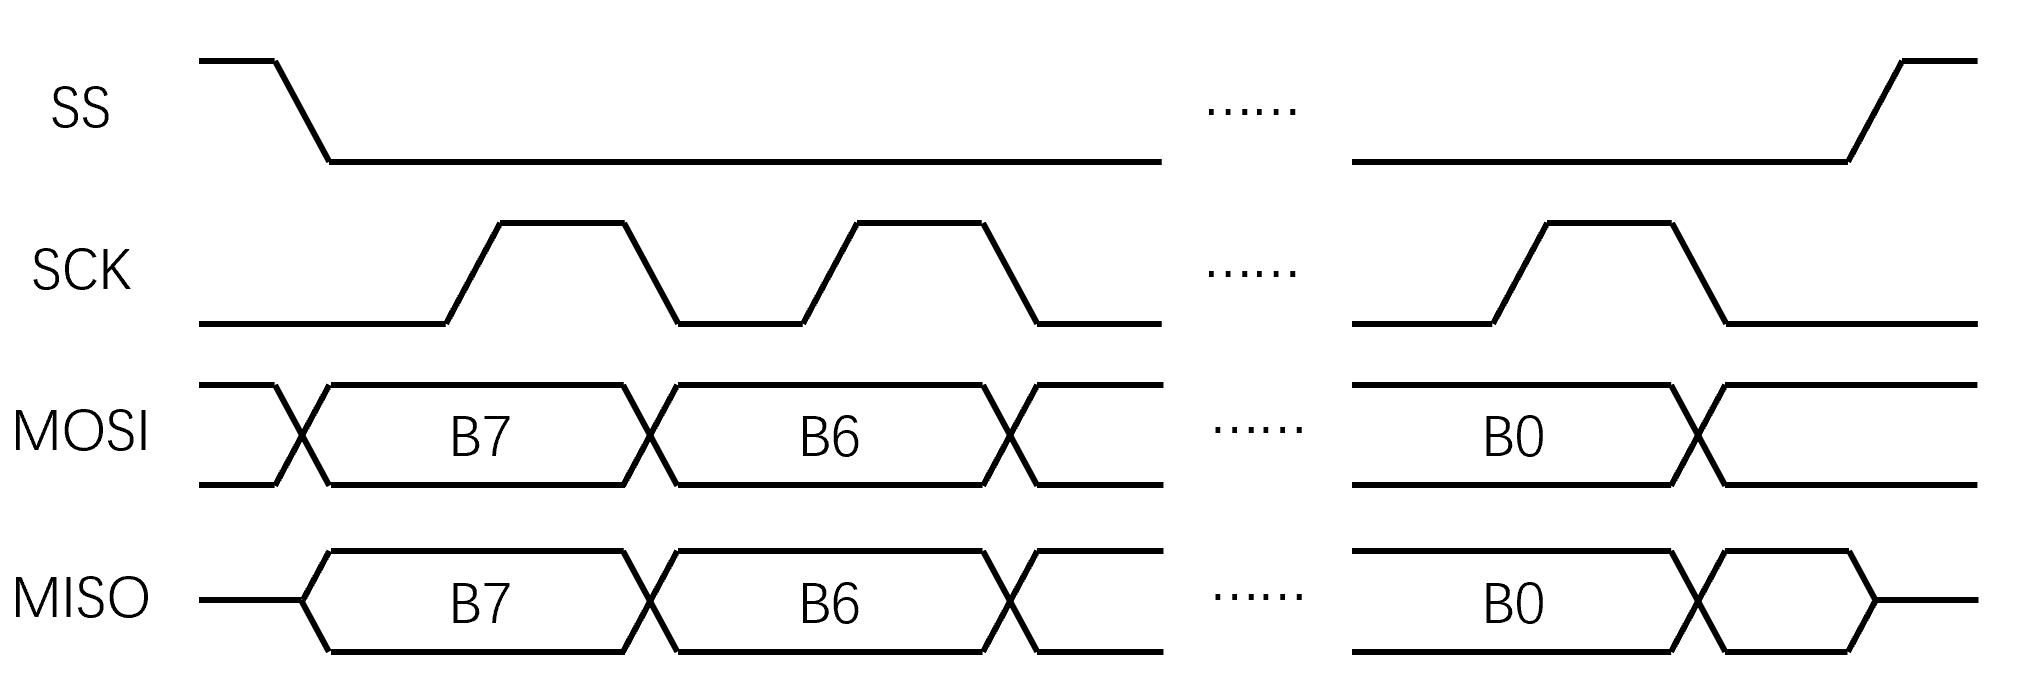 SS ......
SCK ......
MOSI B7 B6 ...... B0
MISO B7 B6 ...... B0